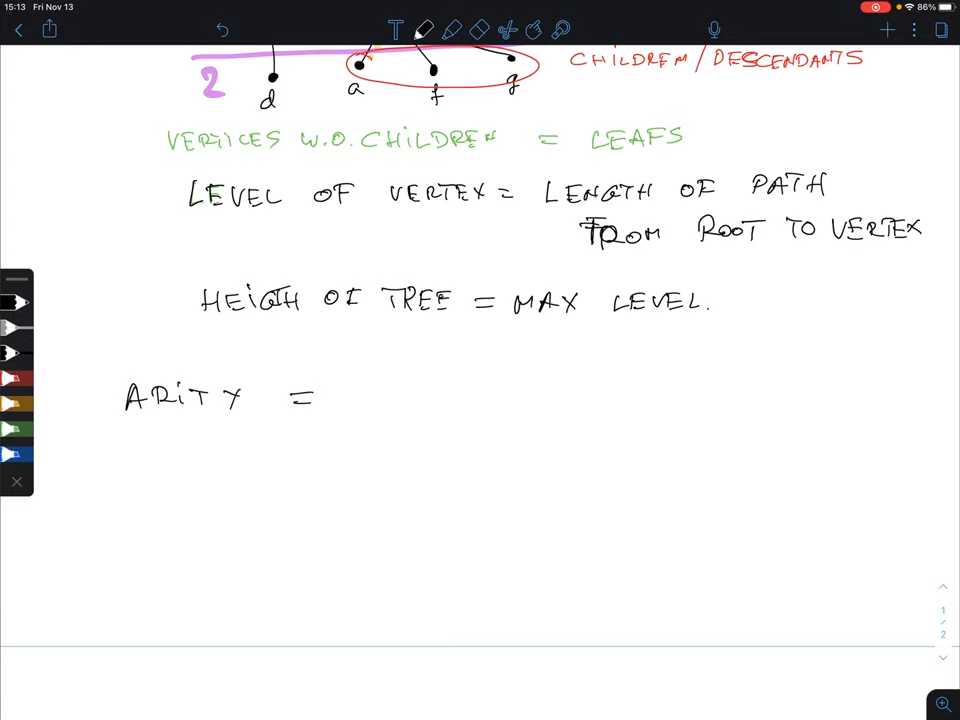 15:13 Fri Nov 13
86%
CHILDREN/DESCENDANTS
2
d
a
f
g
VERTICES W.O. CHILDREN = LEAFS
LEVEL OF VERTEX = LENGTH OF PATH
FROM ROOT TO VERTEX
HEIGTH OF TREE = MAX LEVEL.
ARITY =
1
/
2